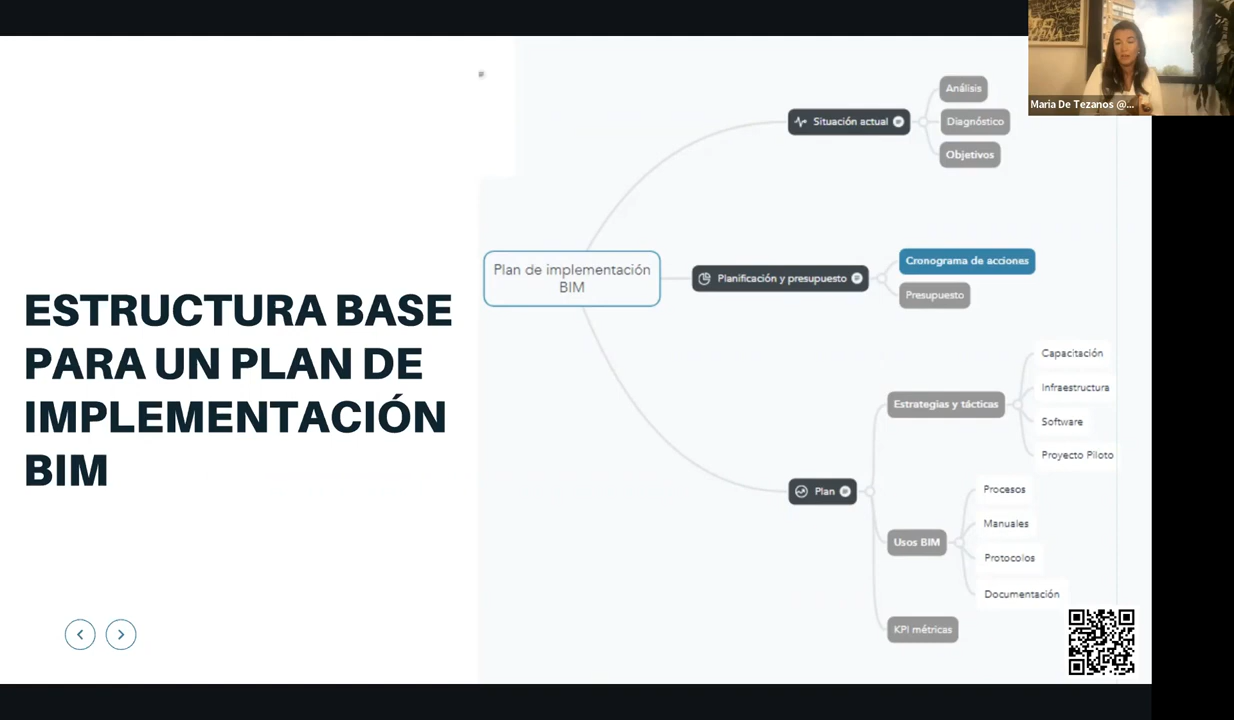 ESTRUCTURA BASE
PARA UN PLAN DE
IMPLEMENTACIÓN
BIM
Plan de implementación
BIM
Situación actual
Análisis
Diagnóstico
Objetivos
Planificación y presupuesto
Cronograma de acciones
Presupuesto
Plan
Estrategias y tácticas
Capacitación
Infraestructura
Software
Proyecto Piloto
Usos BIM
Procesos
Manuales
Protocolos
Documentación
KPI métricas
Maria De Tezanos @...